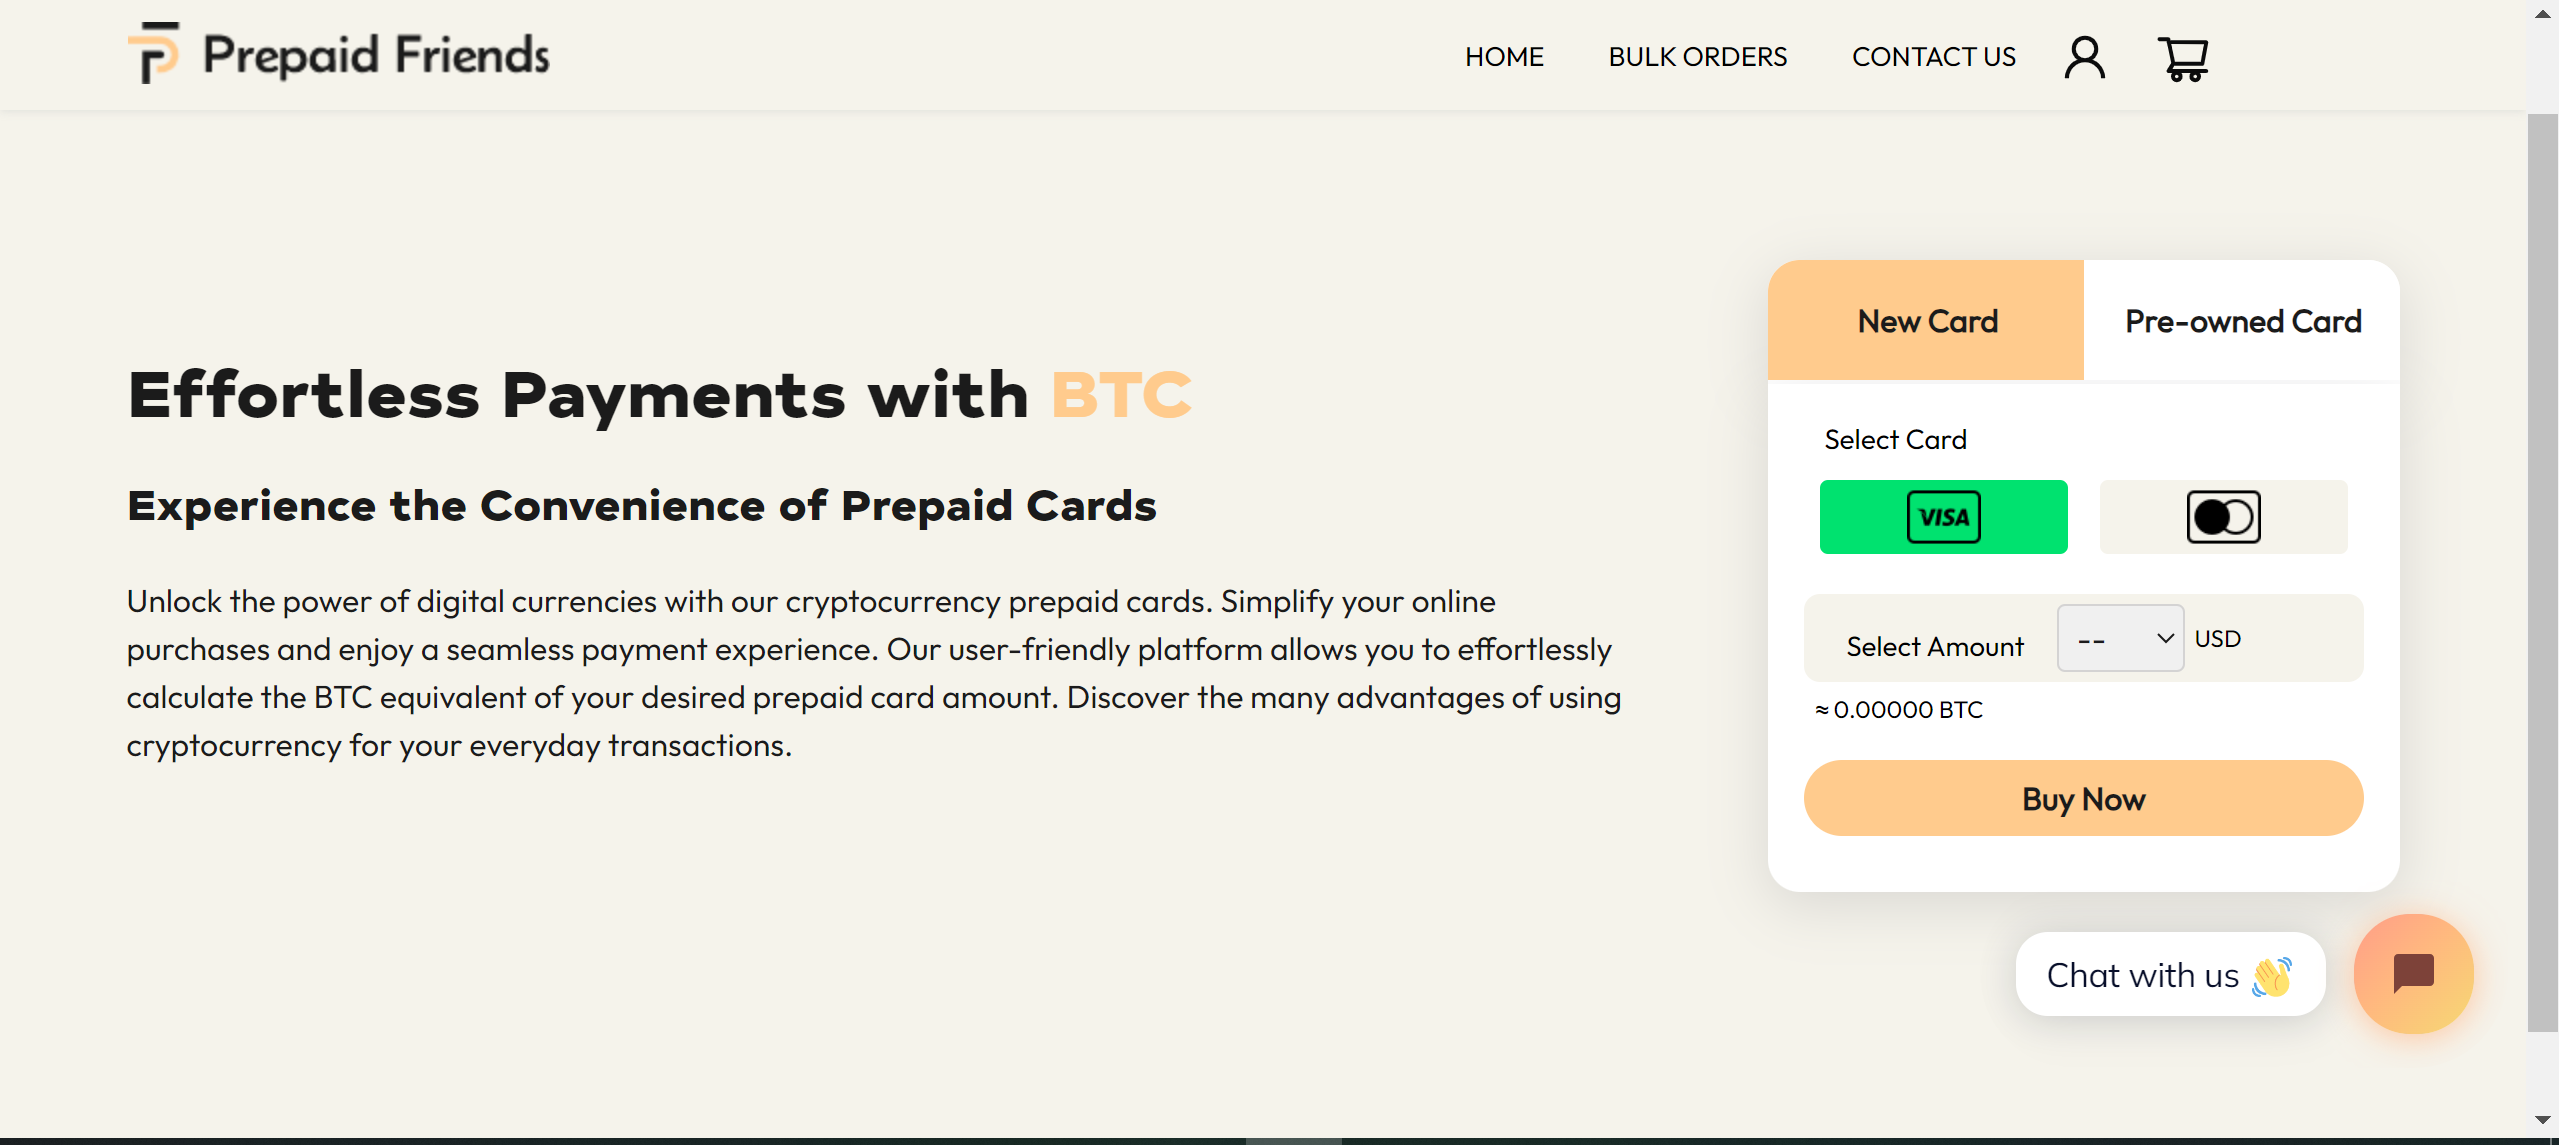 Prepaid Friends
HOME
BULK ORDERS
CONTACT US
Effortless Payments with BTC
Experience the Convenience of Prepaid Cards
Unlock the power of digital currencies with our cryptocurrency prepaid cards. Simplify your online
purchases and enjoy a seamless payment experience. Our user-friendly platform allows you to effortlessly
calculate the BTC equivalent of your desired prepaid card amount. Discover the many advantages of using
cryptocurrency for your everyday transactions.
New Card
Pre-owned Card
Select Card
VISA
Select Amount -- USD
≈ 0.00000 BTC
Buy Now
Chat with us 👋